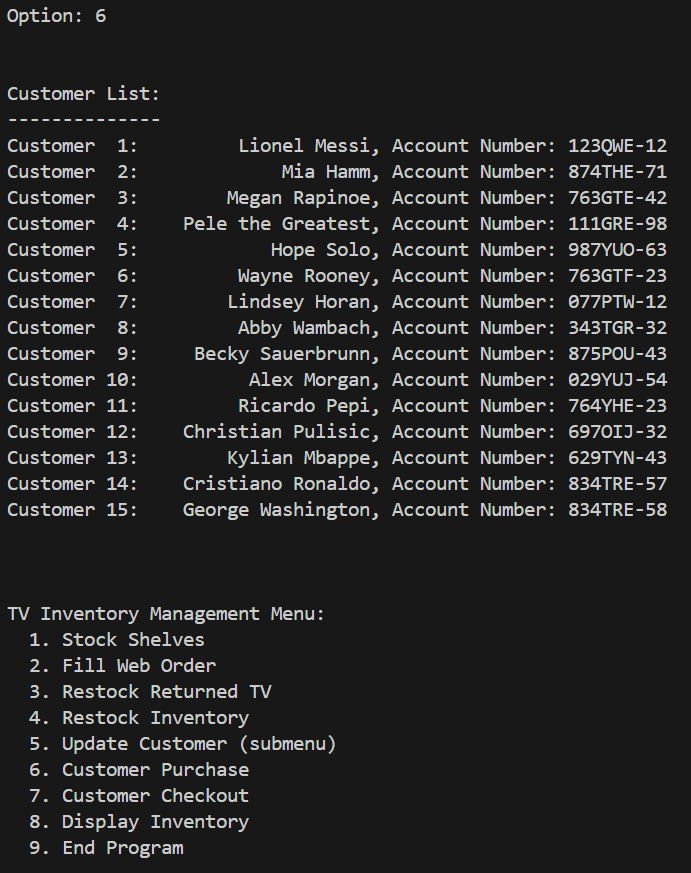 Option: 6
Customer List:
--------------
Customer  1:         Lionel Messi, Account Number: 123QWE-12
Customer  2:             Mia Hamm, Account Number: 874THE-71
Customer  3:        Megan Rapinoe, Account Number: 763GTE-42
Customer  4:    Pele the Greatest, Account Number: 111GRE-98
Customer  5:            Hope Solo, Account Number: 987YUO-63
Customer  6:         Wayne Rooney, Account Number: 763GTF-23
Customer  7:        Lindsey Horan, Account Number: 077PTW-12
Customer  8:         Abby Wambach, Account Number: 343TGR-32
Customer  9:     Becky Sauerbrunn, Account Number: 875POU-43
Customer 10:          Alex Morgan, Account Number: 029YUJ-54
Customer 11:         Ricardo Pepi, Account Number: 764YHE-23
Customer 12:    Christian Pulisic, Account Number: 697OIJ-32
Customer 13:        Kylian Mbappe, Account Number: 629TYN-43
Customer 14:    Cristiano Ronaldo, Account Number: 834TRE-57
Customer 15:    George Washington, Account Number: 834TRE-58
TV Inventory Management Menu:
  1. Stock Shelves
  2. Fill Web Order
  3. Restock Returned TV
  4. Restock Inventory
  5. Update Customer (submenu)
  6. Customer Purchase
  7. Customer Checkout
  8. Display Inventory
  9. End Program